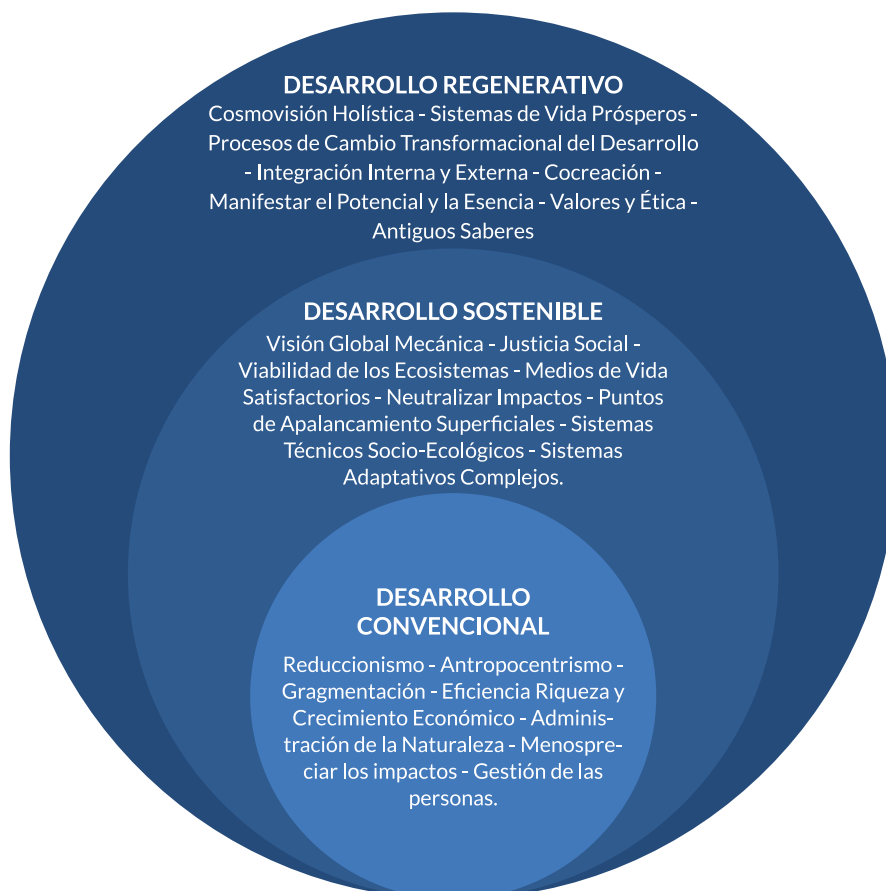 DESARROLLO REGENERATIVO
Cosmovisión Holística - Sistemas de Vida Prósperos -
Procesos de Cambio Transformacional del Desarrollo
- Integración Interna y Externa - Cocreación -
Manifestar el Potencial y la Esencia - Valores y Ética -
Antiguos Saberes
DESARROLLO SOSTENIBLE
Visión Global Mecánica - Justicia Social -
Viabilidad de los Ecosistemas - Medios de Vida
Satisfactorios - Neutralizar Impactos - Puntos
de Apalancamiento Superficiales - Sistemas
Técnicos Socio-Ecológicos - Sistemas
Adaptativos Complejos.
DESARROLLO
CONVENCIONAL
Reduccionismo - Antropocentrismo -
Gragmentación - Eficiencia Riqueza y
Crecimiento Económico - Adminis-
tración de la Naturaleza - Menospre-
ciar los impactos - Gestión de las
personas.